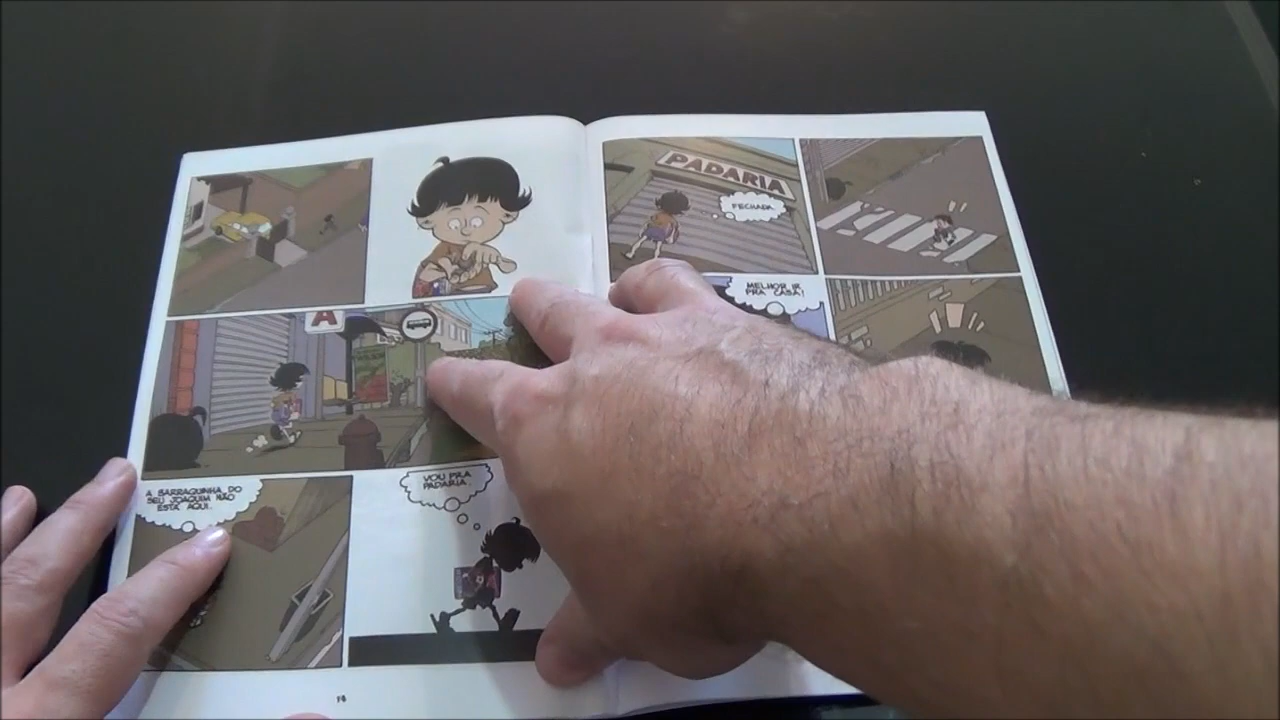 A
A BARRAQUINHA DO
SEU JOAQUIM NÃO
ESTÁ AQUI.
VOU PRA
PADARIA.
PADARIA
FECHADA.
MELHOR IR
PRA CASA!